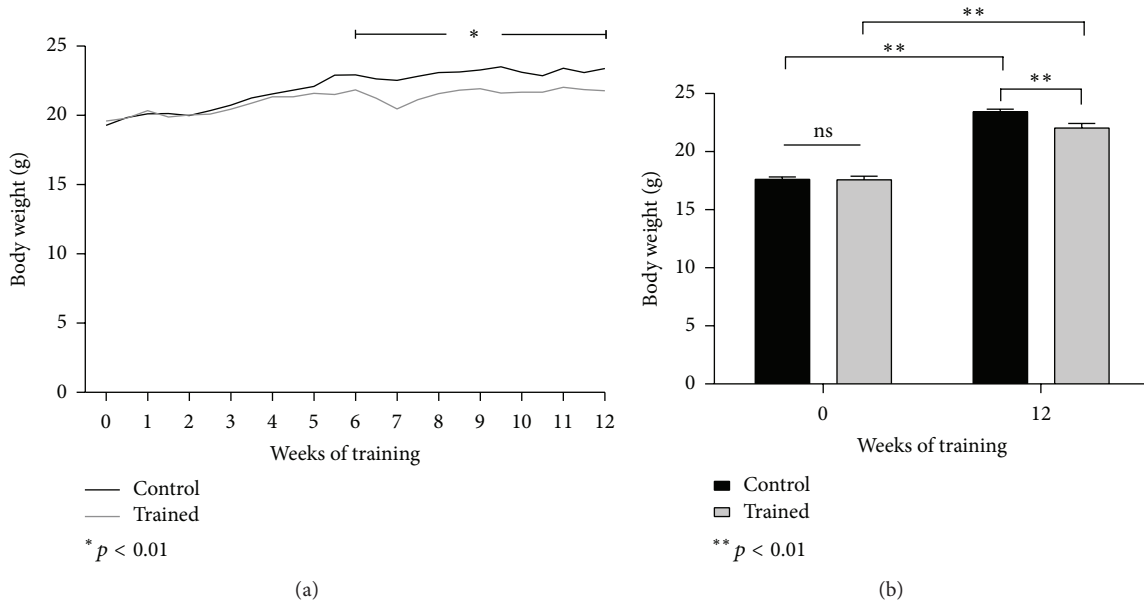 *
25
20
15
10
5
0
Body weight (g)
0 1 2 3 4 5 6 7 8 9 10 11 12
Weeks of training
Control
Trained
* p < 0.01
(a)
**
**
**
ns
25
20
15
10
5
0
Body weight (g)
0 12
Weeks of training
Control
Trained
** p < 0.01
(b)